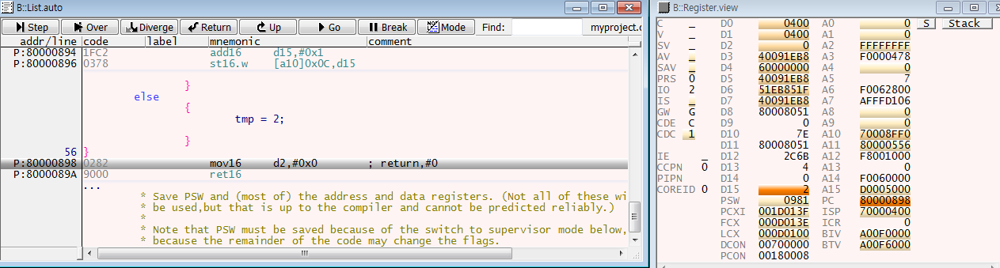 B::List.auto
Step Over Diverge Return Up Go Break Mode Find: myproject.c
addr/line code label mnemonic comment
P:80000894 1FC2 add16 d15,#0x1
P:80000896 0378 st16.w [a10]0x0C,d15
}
else
{
tmp = 2;
}
56 }
P:80000898 0282 mov16 d2,#0x0 ; return,#0
P:8000089A 9000 ret16
...
* Save PSW and (most of) the address and data registers. (Not all of these wi
* be used,but that is up to the compiler and cannot be predicted reliably.)
*
* Note that PSW must be saved because of the switch to supervisor mode below,
* because the remainder of the code may change the flags.
B::Register.view
C _ D0 0400 A0 0 S Stack
V _ D1 0400 A1 0
SV _ D2 0 A2 FFFFFFFF
AV _ D3 40091EB8 A3 F0000478
SAV _ D4 60000000 A4 0
PRS 0 D5 40091EB8 A5 7
IO 2 D6 51EB851F A6 F0062800
IS _ D7 40091EB8 A7 AFFFD106
GW G D8 80008051 A8 0
CDE C D9 0 A9 0
CDC 1 D10 7E A10 70008FF0
D11 80008051 A11 80000556
IE _ D12 2C6B A12 F8001000
CCPN 0 D13 4 A13 0
PIPN D14 0 A14 F0060000
COREID 0 D15 2 A15 D0005000
PSW 0981 PC 80000898
PCXI 001D013F ISP 70000400
FCX 000D013E ICR 0
LCX 000D0100 BIV A00F0000
DCON 00700000 BTV A00F6000
PCON 00180008